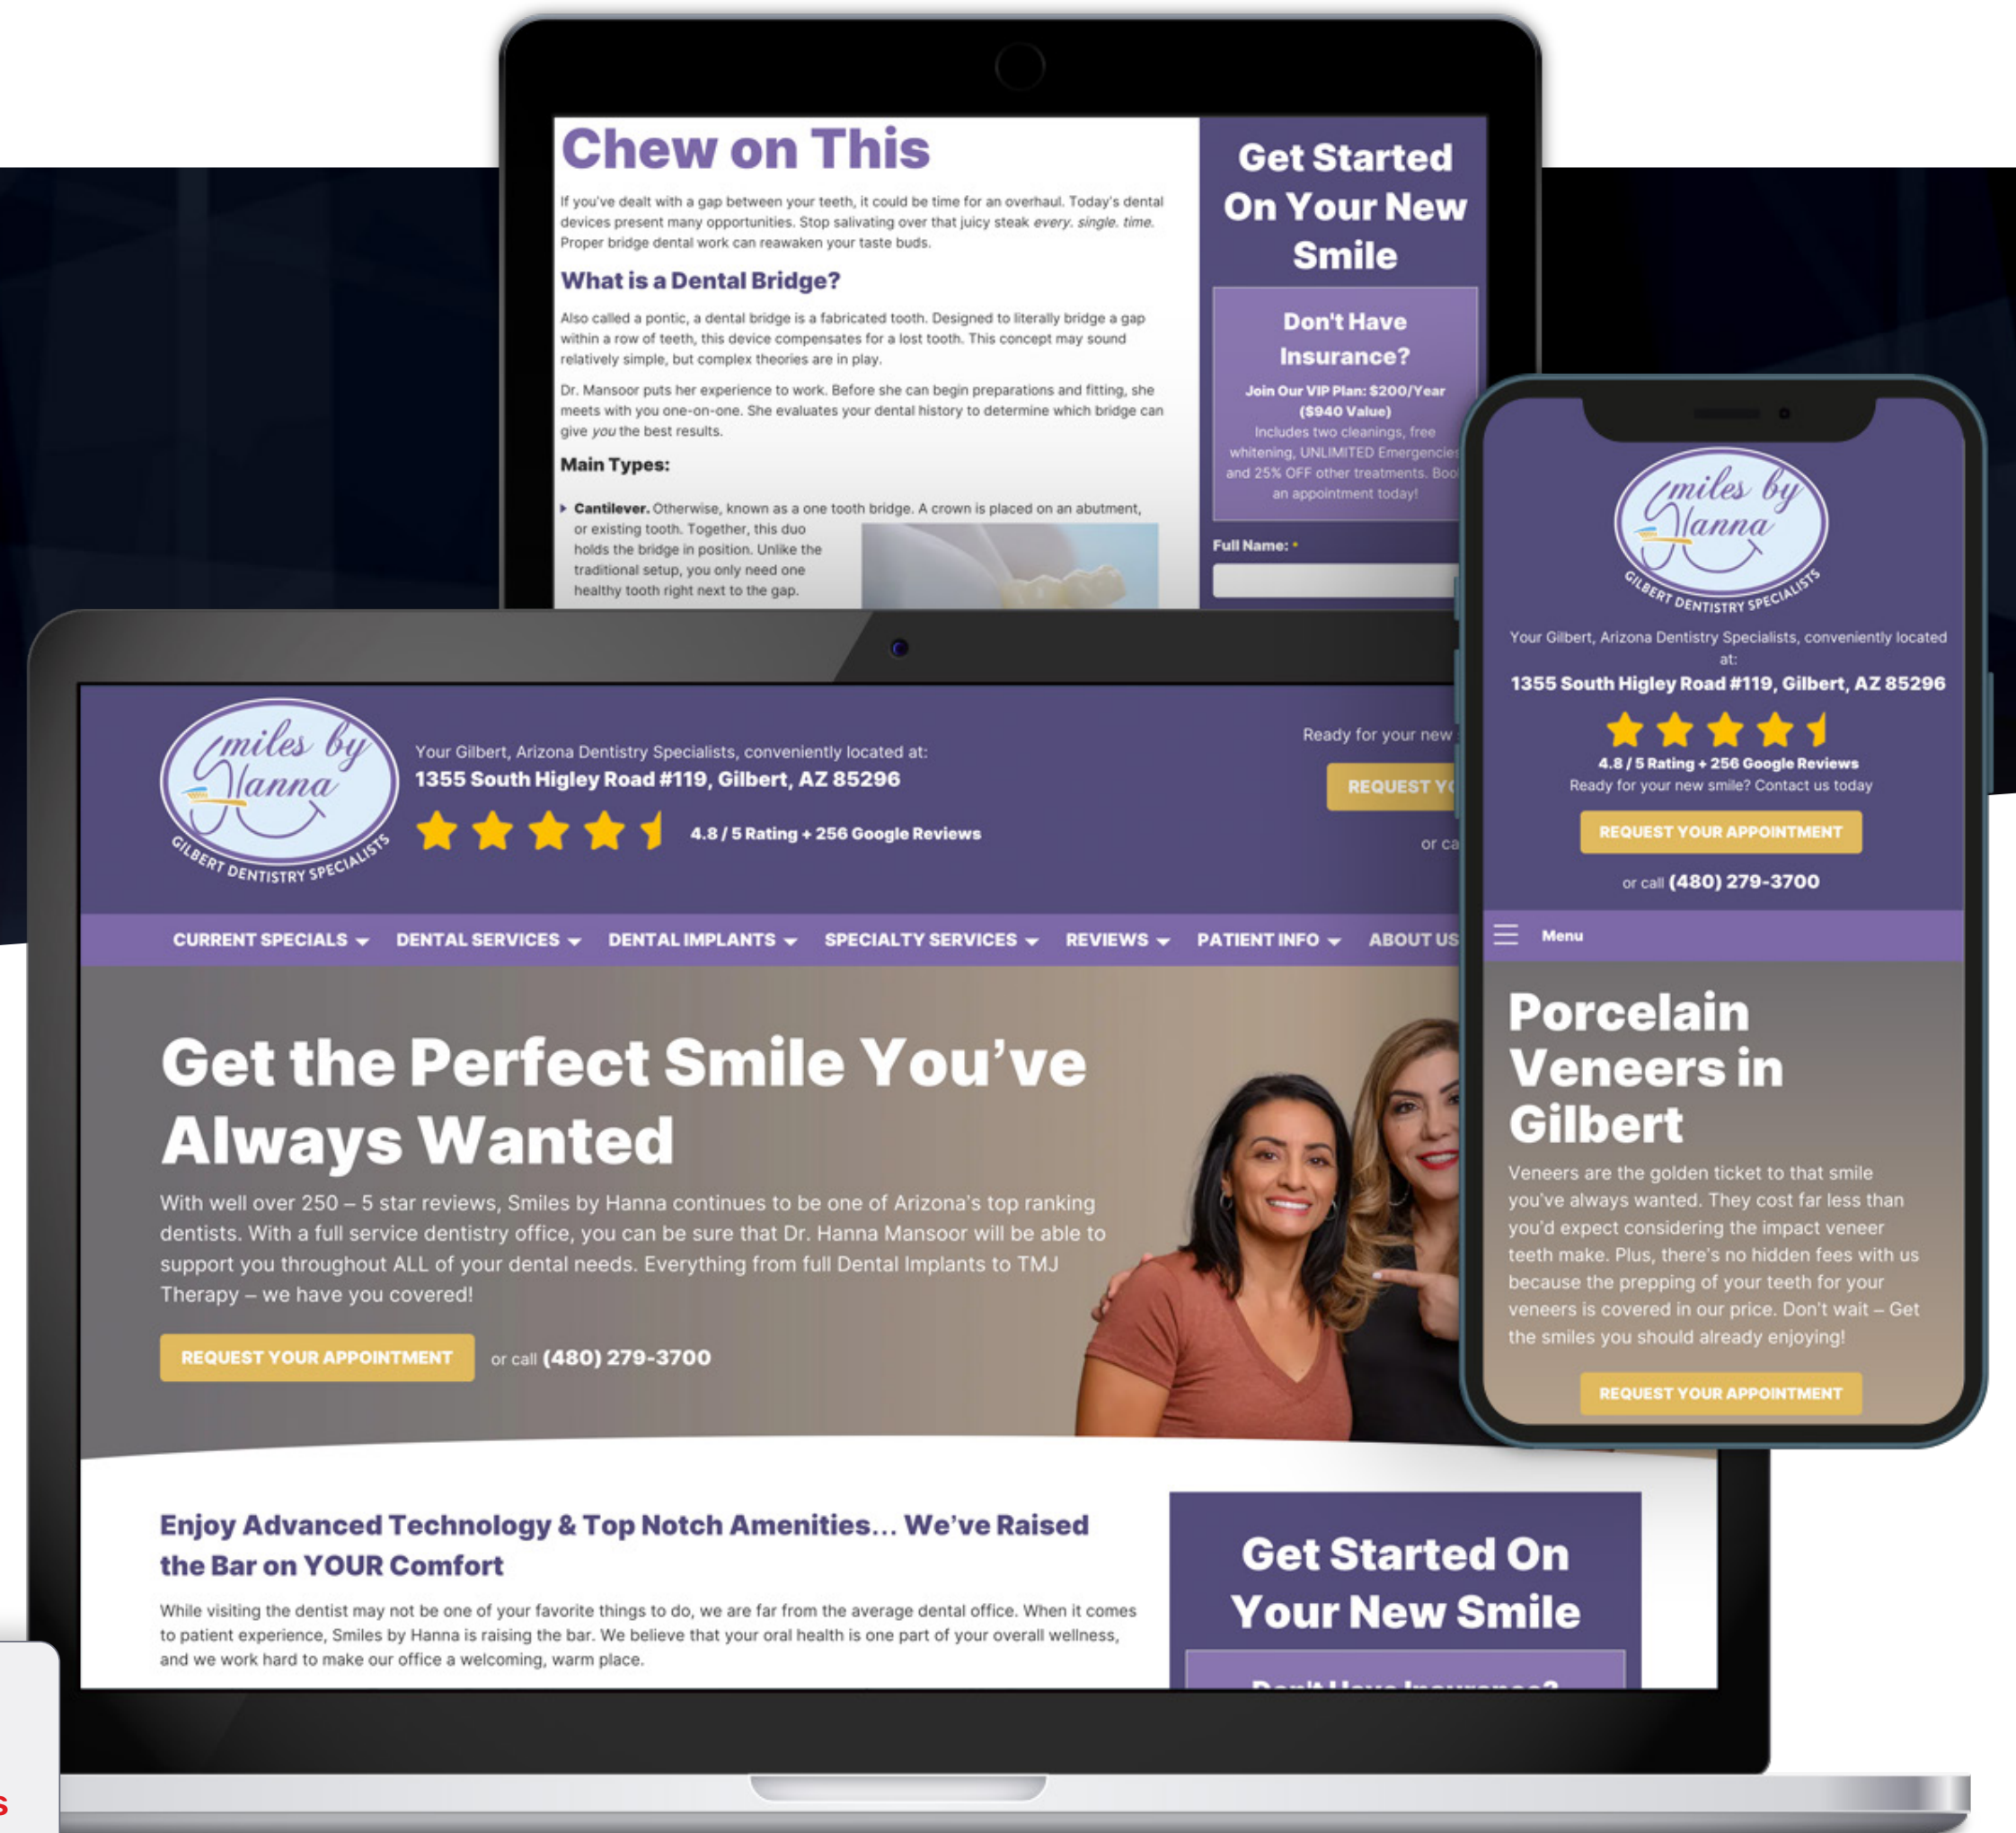 Chew on This
If you've dealt with a gap between your teeth, it could be time for an overhaul. Today's dental
devices present many opportunities. Stop salivating over that juicy steak every. single. time.
Proper bridge dental work can reawaken your taste buds.
What is a Dental Bridge?
Also called a pontic, a dental bridge is a fabricated tooth. Designed to literally bridge a gap
within a row of teeth, this device compensates for a lost tooth. This concept may sound
relatively simple, but complex theories are in play.
Dr. Mansoor puts her experience to work. Before she can begin preparations and fitting, she
meets with you one-on-one. She evaluates your dental history to determine which bridge can
give you the best results.
Main Types:
Cantilever. Otherwise, known as a one tooth bridge. A crown is placed on an abutment,
or existing tooth. Together, this duo
holds the bridge in position. Unlike the
traditional setup, you only need one
healthy tooth right next to the gap.
Get Started
On Your New
Smile
Don't Have
Insurance?
Join Our VIP Plan: $200/Year
($940 Value)
Includes two cleanings, free
whitening, UNLIMITED Emergencies
and 25% OFF other treatments. Boo
an appointment today!
Full Name: *
Smiles by
Hanna
GILBERT DENTISTRY SPECIALISTS
Your Gilbert, Arizona Dentistry Specialists, conveniently located at:
1355 South Higley Road #119, Gilbert, AZ 85296
4.8 / 5 Rating + 256 Google Reviews
Ready for your new
REQUEST YO
or ca
CURRENT SPECIALS
DENTAL SERVICES
DENTAL IMPLANTS
SPECIALTY SERVICES
REVIEWS
PATIENT INFO
ABOUT US
Get the Perfect Smile You've
Always Wanted
With well over 250 – 5 star reviews, Smiles by Hanna continues to be one of Arizona's top ranking
dentists. With a full service dentistry office, you can be sure that Dr. Hanna Mansoor will be able to
support you throughout ALL of your dental needs. Everything from full Dental Implants to TMJ
Therapy – we have you covered!
REQUEST YOUR APPOINTMENT
or call (480) 279-3700
Enjoy Advanced Technology & Top Notch Amenities... We've Raised
the Bar on YOUR Comfort
While visiting the dentist may not be one of your favorite things to do, we are far from the average dental office. When it comes
to patient experience, Smiles by Hanna is raising the bar. We believe that your oral health is one part of your overall wellness,
and we work hard to make our office a welcoming, warm place.
Get Started On
Your New Smile
Don't Have Insurance?
Smiles by
Hanna
GILBERT DENTISTRY SPECIALISTS
Your Gilbert, Arizona Dentistry Specialists, conveniently located
at:
1355 South Higley Road #119, Gilbert, AZ 85296
4.8 / 5 Rating + 256 Google Reviews
Ready for your new smile? Contact us today
REQUEST YOUR APPOINTMENT
or call (480) 279-3700
Menu
Porcelain
Veneers in
Gilbert
Veneers are the golden ticket to that smile
you've always wanted. They cost far less than
you'd expect considering the impact veneer
teeth make. Plus, there's no hidden fees with us
because the prepping of your teeth for your
veneers is covered in our price. Don't wait – Get
the smiles you should already enjoying!
REQUEST YOUR APPOINTMENT
s